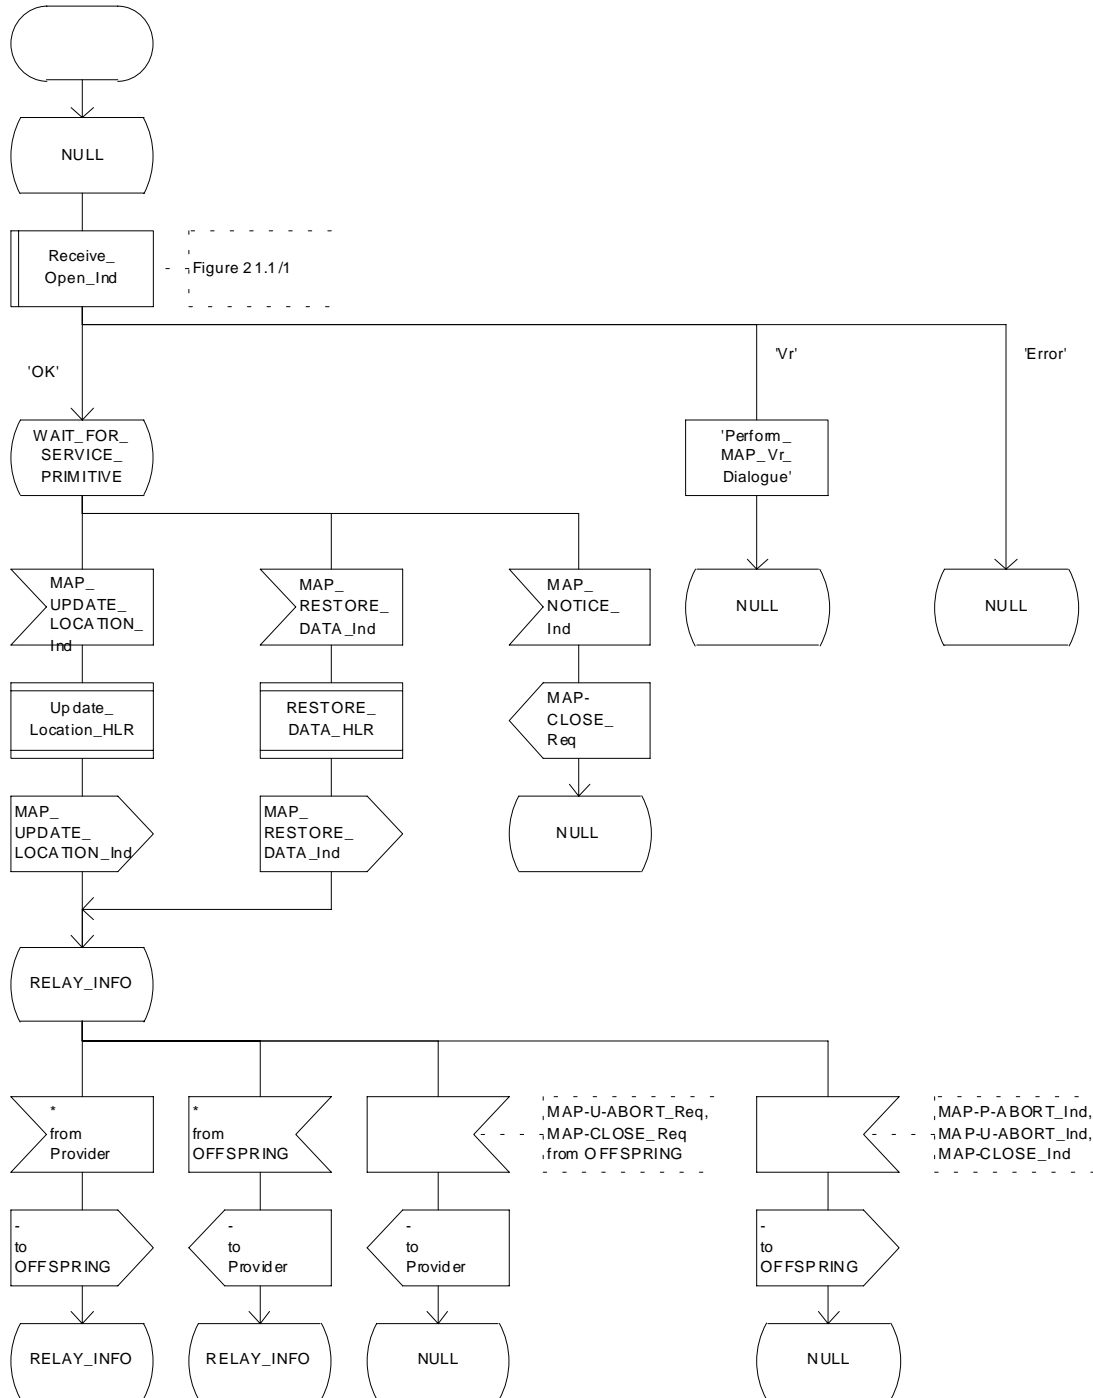 NULL
Receive_
Open_Ind
Figure 21.1/1
'OK'
'Vr'
'Error'
WAIT_FOR_
SERVICE_
PRIMITIVE
'Perform_
MAP_Vr_
Dialogue'
MAP_
UPDATE_
LOCATION_
Ind
MAP_
RESTORE_
DATA_Ind
MAP_
NOTICE_
Ind
NULL
NULL
Update_
Location_HLR
RESTORE_
DATA_HLR
MAP-
CLOSE_
Req
MAP_
UPDATE_
LOCATION_Ind
MAP_
RESTORE_
DATA_Ind
NULL
RELAY_INFO
*
from
Provider
*
from
OFFSPRING
MAP-U-ABORT_Req,
MAP-CLOSE_Req
from OFFSPRING
MAP-P-ABORT_Ind,
MAP-U-ABORT_Ind,
MAP-CLOSE_Ind
-
to
OFFSPRING
-
to
Provider
-
to
Provider
-
to
OFFSPRING
RELAY_INFO
RELAY_INFO
NULL
NULL